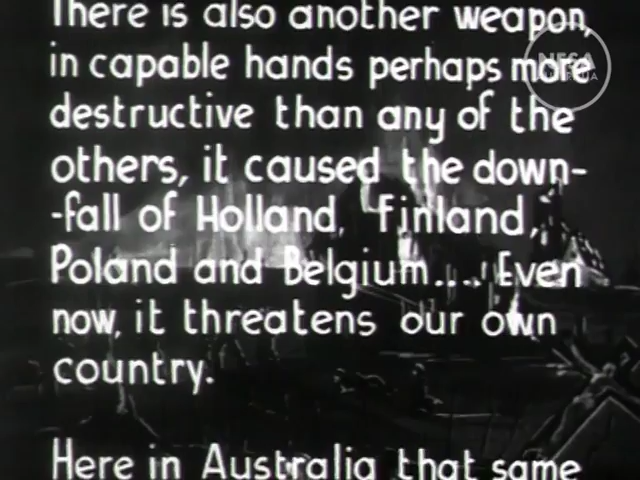 There is also another weapon,
in capable hands perhaps more
destructive than any of the
others, it caused the down-
-fall of Holland, Finland,
Poland and Belgium.... Even
now, it threatens our own
country.
Here in Australia that same
NFSA
AUSTRALIA